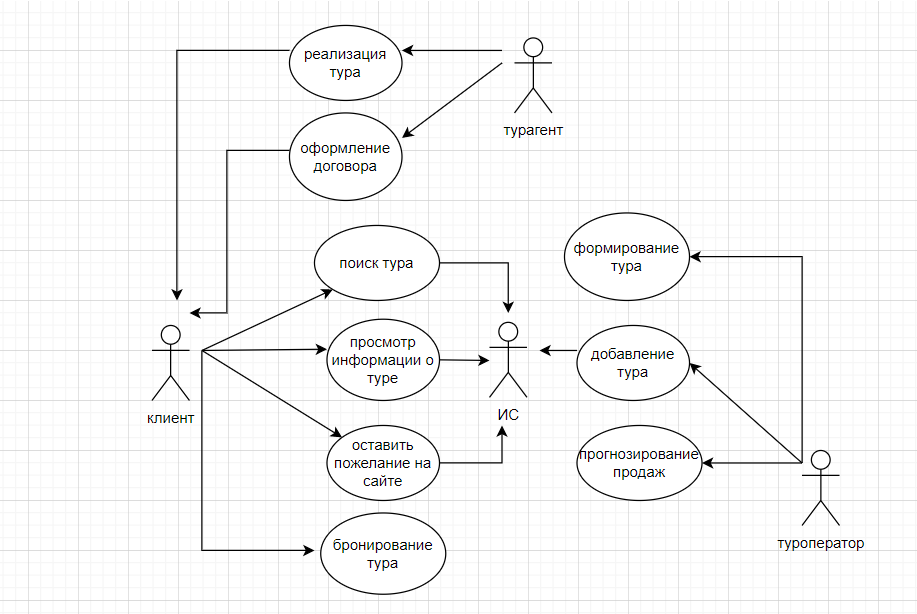 реализация
тура
турагент
оформление
договора
поиск тура
формирование
тура
просмотр
информации о
туре
добавление
тура
клиент
ИС
оставить
пожелание на
сайте
прогнозирование
продаж
туроператор
бронирование
тура